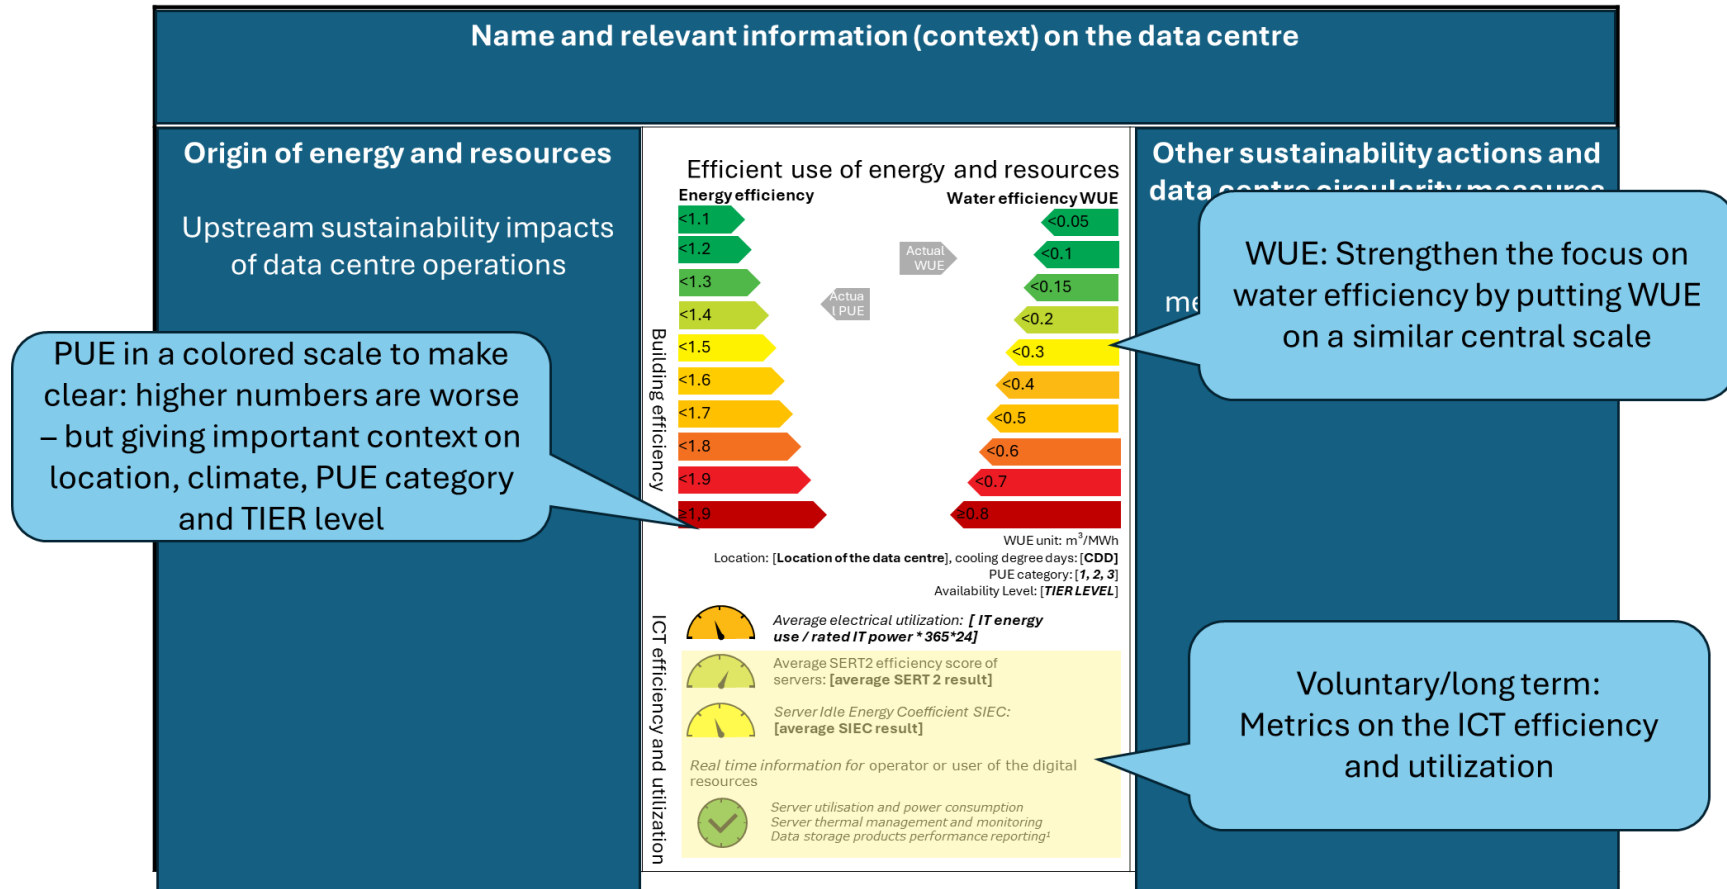 Name and relevant information (context) on the data centre
Origin of energy and resources
Upstream sustainability impacts
of data centre operations
PUE in a colored scale to make
clear: higher numbers are worse
– but giving important context on
location, climate, PUE category
and TIER level
Efficient use of energy and resources
Energy efficiency
Water efficiency WUE
Building efficiency
<1.1
<1.2
<1.3
<1.4
<1.5
<1.6
<1.7
<1.8
<1.9
≥1,9
Actua
l PUE
Actual
WUE
<0.05
<0.1
<0.15
<0.2
<0.3
<0.4
<0.5
<0.6
<0.7
≥0.8
WUE unit: m³/MWh
Location: [Location of the data centre], cooling degree days: [CDD]
PUE category: [1, 2, 3]
Availability Level: [TIER LEVEL]
ICT efficiency and utilization
Average electrical utilization: [ IT energy
use / rated IT power * 365*24]
Average SERT2 efficiency score of
servers: [average SERT 2 result]
Server Idle Energy Coefficient SIEC:
[average SIEC result]
Real time information for operator or user of the digital
resources
Server utilisation and power consumption
Server thermal management and monitoring
Data storage products performance reporting¹
Other sustainability actions and
data centre circularity measures
me
WUE: Strengthen the focus on
water efficiency by putting WUE
on a similar central scale
Voluntary/long term:
Metrics on the ICT efficiency
and utilization